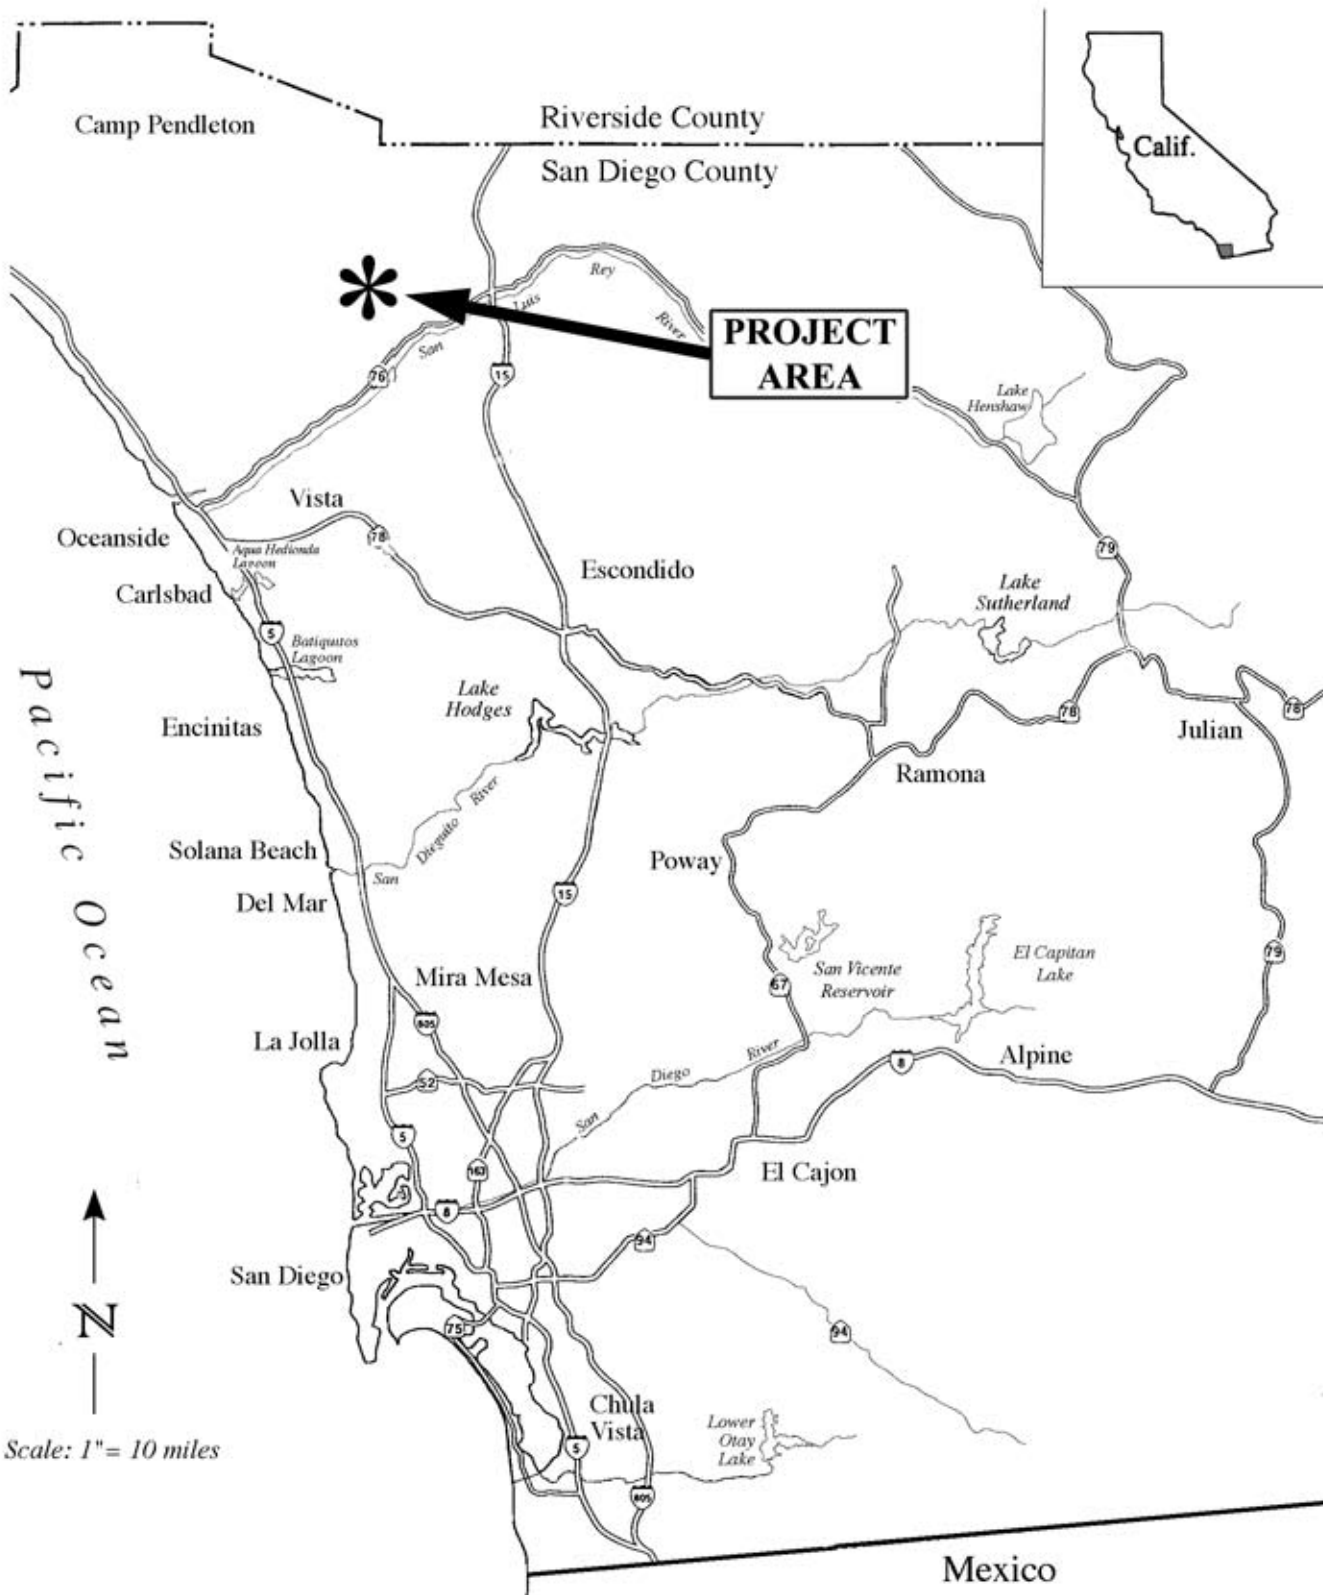 Camp Pendleton
Riverside County
San Diego County
Calif.
Rey
Luis
River
San
PROJECT
AREA
76
15
Lake
Henshaw
Vista
78
Oceanside
Aqua Hedionda
Lagoon
Carlsbad
Escondido
79
Lake
Sutherland
5
Batiquitos
Lagoon
Lake
Hodges
Encinitas
78
78
Julian
Ramona
Pacific Ocean
River
Dieguito
San
Solana Beach
Del Mar
Poway
15
Mira Mesa
67
San Vicente
Reservoir
El Capitan
Lake
79
805
La Jolla
52
River
Diego
San
8
Alpine
5
163
El Cajon
8
94
San Diego
N
75
94
Chula
Vista
Lower
Otay
Lake
5
Scale: 1"= 10 miles
805
Mexico